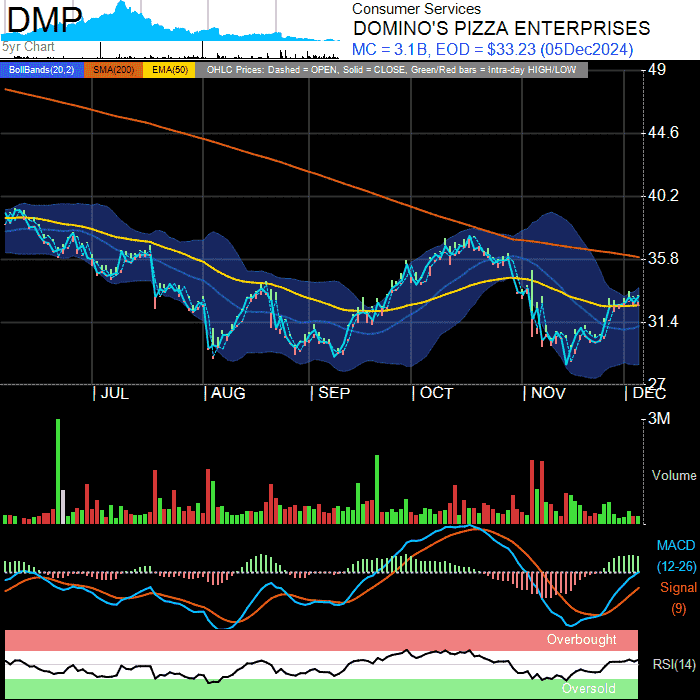 DMP
5yr Chart
Consumer Services
DOMINO'S PIZZA ENTERPRISES
MC = 3.1B, EOD = $33.23 (05Dec2024)
BollBands(20,2) SMA(200) EMA(50) OHLC Prices: Dashed = OPEN, Solid = CLOSE, Green/Red bars = Intra-day HIGH/LOW
49
44.6
40.2
35.8
31.4
27
| JUL | AUG | SEP | OCT | NOV | DEC
3M
Volume
MACD
(12-26)
Signal
(9)
Overbought
RSI(14)
Oversold